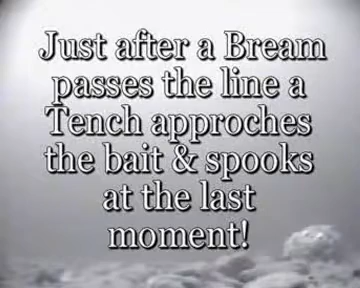 Just after a Bream
passes the line a
Tench approches
the bait & spooks
at the last
moment!